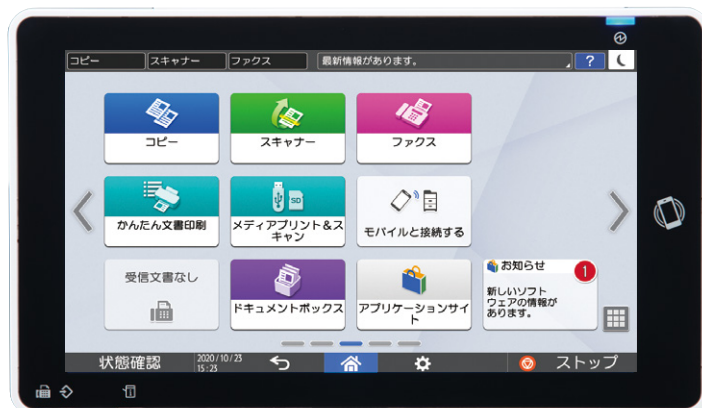 コピー
スキャナー
ファクス
最新情報があります。
?
コピー
スキャナー
ファクス
かんたん文書印刷
メディアプリント&ス
キャン
SD
モバイルと接続する
受信文書なし
ドキュメントボックス
アプリケーションサイ
ト
お知らせ
1
新しいソフト
ウェアの情報が
あります。
状態確認
2020/10/23
15:23
ストップ